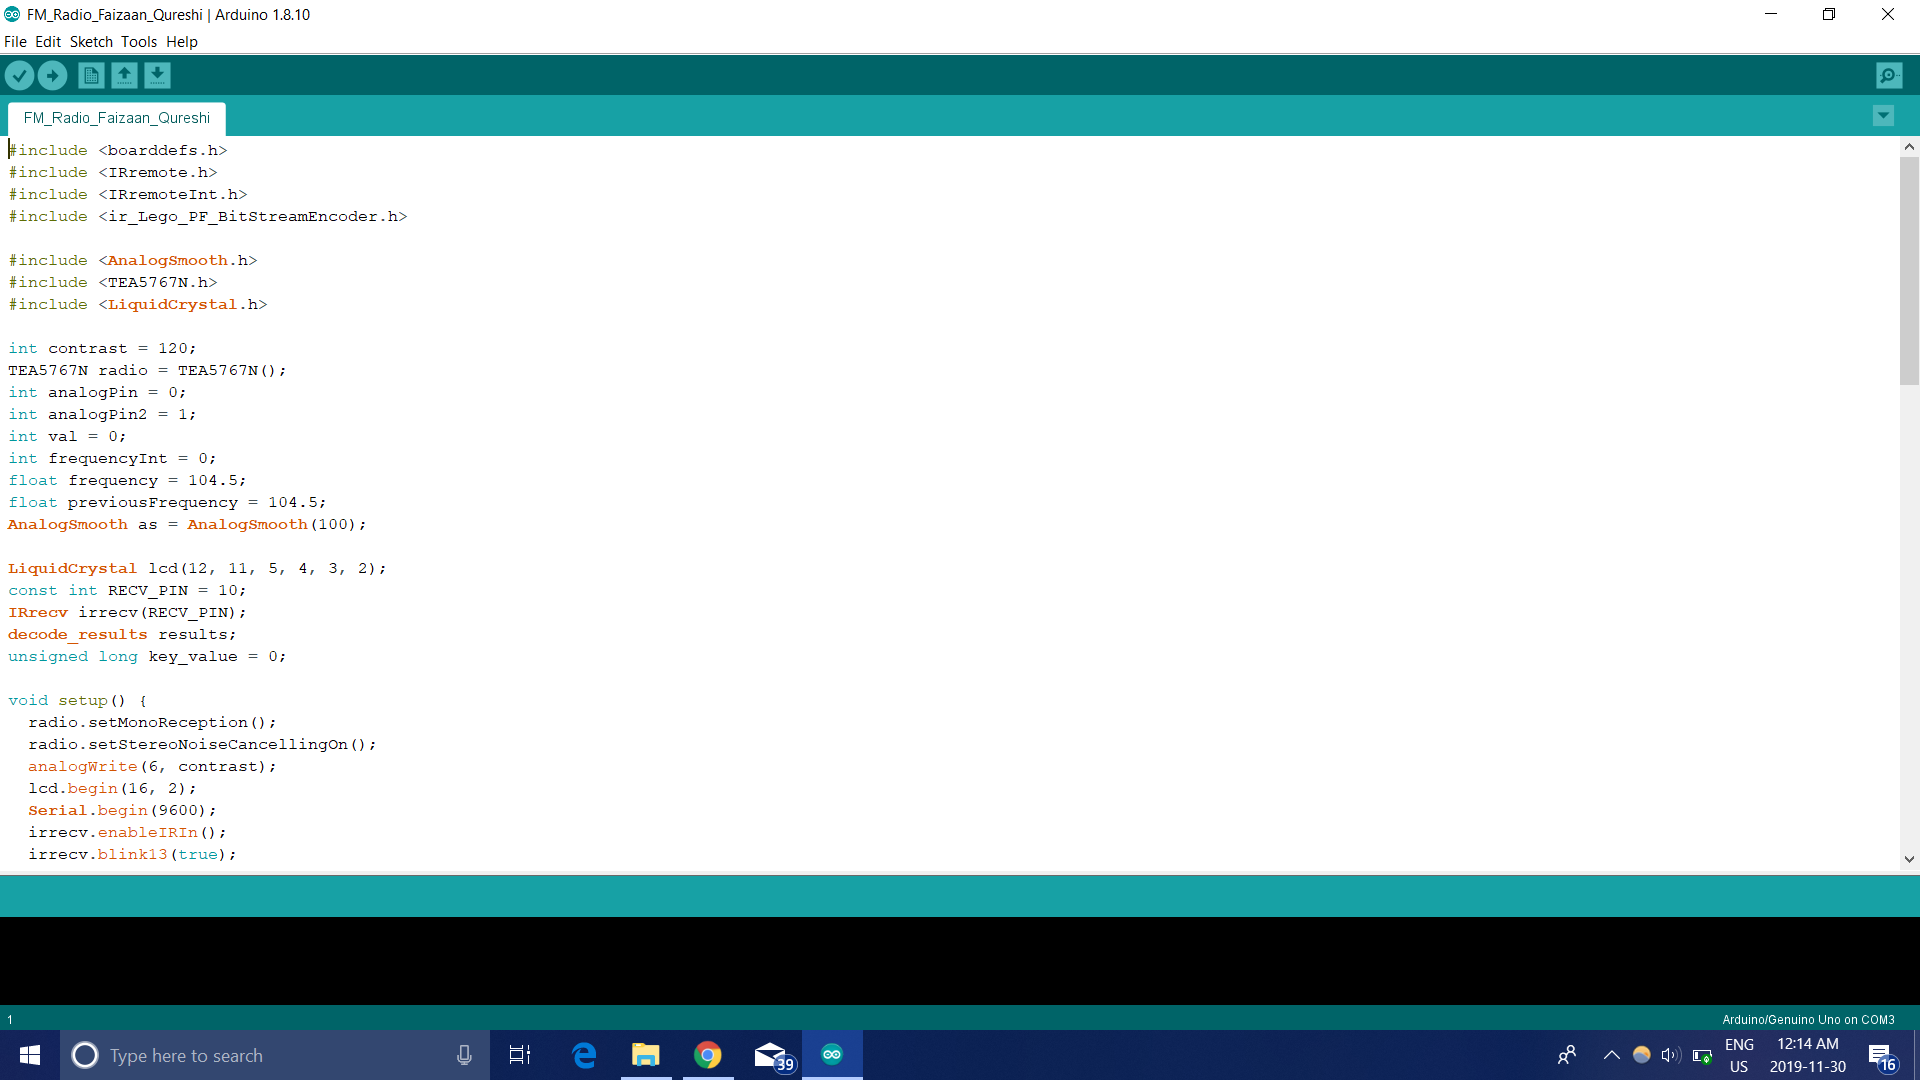 FM_Radio_Faizaan_Qureshi | Arduino 1.8.10
File Edit Sketch Tools Help
FM_Radio_Faizaan_Qureshi
#include <boarddefs.h>
#include <IRremote.h>
#include <IRremoteInt.h>
#include <ir_Lego_PF_BitStreamEncoder.h>
#include <AnalogSmooth.h>
#include <TEA5767N.h>
#include <LiquidCrystal.h>
int contrast = 120;
TEA5767N radio = TEA5767N();
int analogPin = 0;
int analogPin2 = 1;
int val = 0;
int frequencyInt = 0;
float frequency = 104.5;
float previousFrequency = 104.5;
AnalogSmooth as = AnalogSmooth(100);
LiquidCrystal lcd(12, 11, 5, 4, 3, 2);
const int RECV_PIN = 10;
IRrecv irrecv(RECV_PIN);
decode_results results;
unsigned long key_value = 0;
void setup() {
  radio.setMonoReception();
  radio.setStereoNoiseCancellingOn();
  analogWrite(6, contrast);
  lcd.begin(16, 2);
  Serial.begin(9600);
  irrecv.enableIRIn();
  irrecv.blink13(true);
1
Arduino/Genuino Uno on COM3
Type here to search
39
ENG
US
12:14 AM
2019-11-30
16